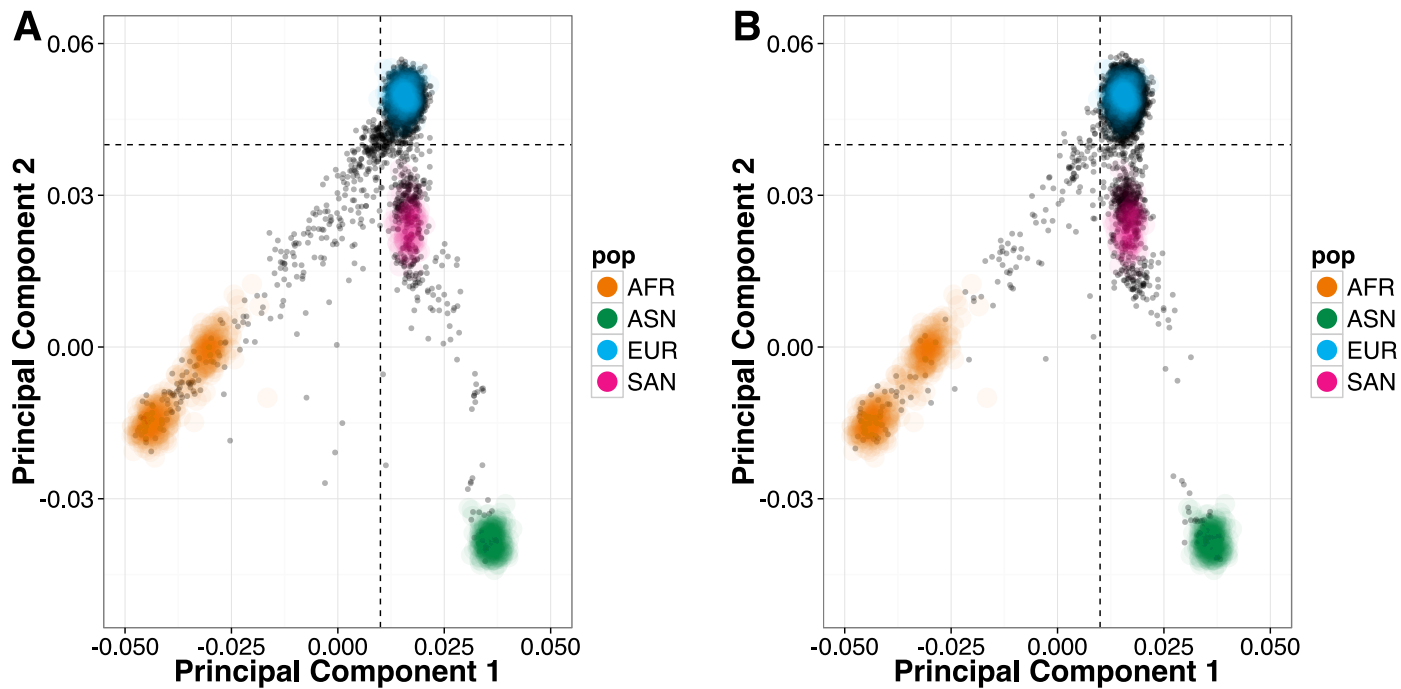 A
0.06
0.03
0.00
-0.03
Principal Component 2
-0.050
-0.025
0.000
0.025
0.050
Principal Component 1
pop
AFR
ASN
EUR
SAN
B
0.06
0.03
0.00
-0.03
Principal Component 2
-0.050
-0.025
0.000
0.025
0.050
Principal Component 1
pop
AFR
ASN
EUR
SAN